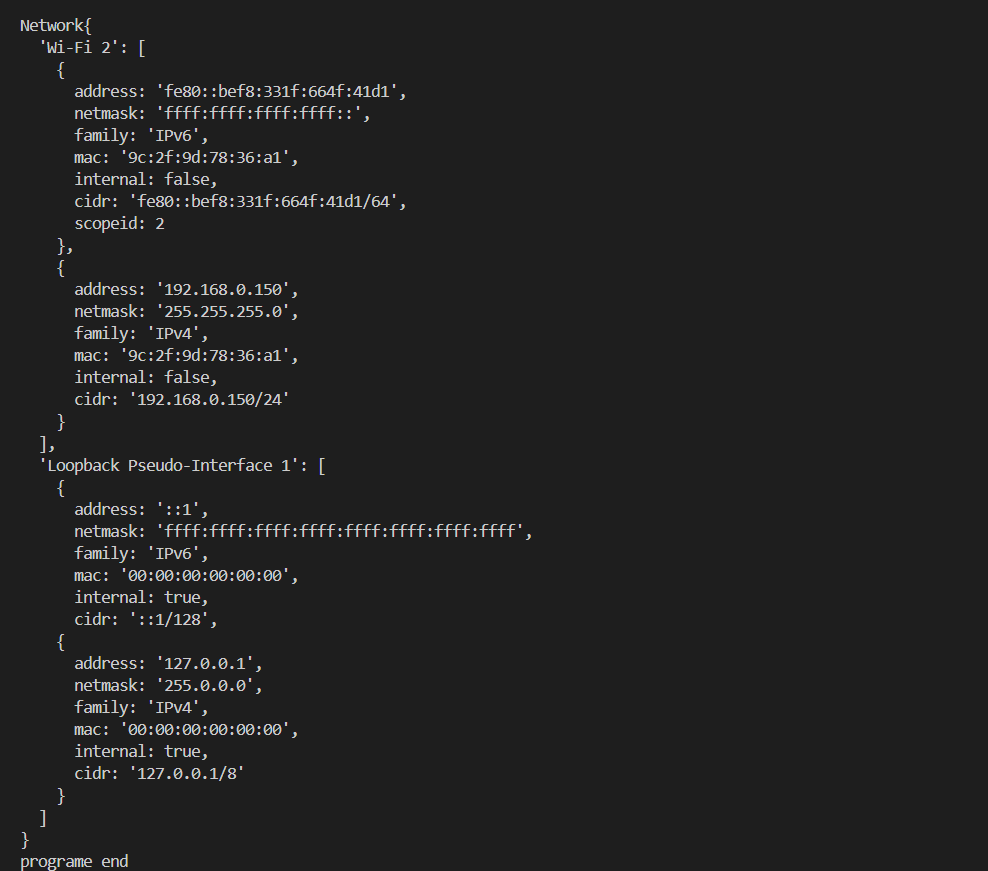 Network{
  'Wi-Fi 2': [
    {
      address: 'fe80::bef8:331f:664f:41d1',
      netmask: 'ffff:ffff:ffff:ffff::',
      family: 'IPv6',
      mac: '9c:2f:9d:78:36:a1',
      internal: false,
      cidr: 'fe80::bef8:331f:664f:41d1/64',
      scopeid: 2
    },
    {
      address: '192.168.0.150',
      netmask: '255.255.255.0',
      family: 'IPv4',
      mac: '9c:2f:9d:78:36:a1',
      internal: false,
      cidr: '192.168.0.150/24'
    }
  ],
  'Loopback Pseudo-Interface 1': [
    {
      address: '::1',
      netmask: 'ffff:ffff:ffff:ffff:ffff:ffff:ffff:ffff',
      family: 'IPv6',
      mac: '00:00:00:00:00:00',
      internal: true,
      cidr: '::1/128',
    {
      address: '127.0.0.1',
      netmask: '255.0.0.0',
      family: 'IPv4',
      mac: '00:00:00:00:00:00',
      internal: true,
      cidr: '127.0.0.1/8'
    }
  ]
}
programe end